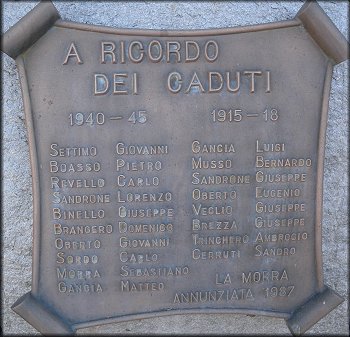 A RICORDO
DEI CADUTI
1940-45 1915-18
SETTIMO GIOVANNI GANCIA LUIGI
BOASSO PIETRO MUSSO BERNARDO
REVELLO CARLO SANDRONE GIUSEPPE
SANDRONE LORENZO OBERTO EUGENIO
BINELLO GIUSEPPE VEGLIO GIUSEPPE
BRANGERO DOMENICO BREZZA GIUSEPPE
OBERTO GIOVANNI TRINCHERO AMBROGIO
SORDO CARLO CERRUTI SANDRO
MORRA SEBASTIANO
GANGIA MATTEO
LA MORRA
ANNUNZIATA 1987